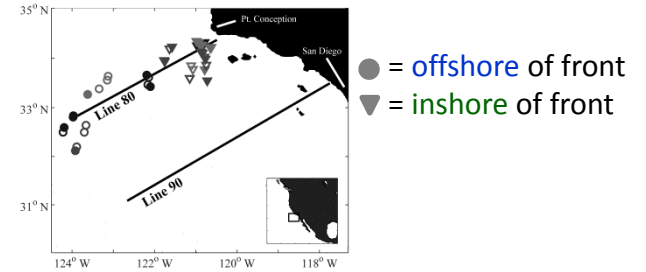 35° N
33° N
31° N
124° W
122° W
120° W
118° W
Pt. Conception
San Diego
Line 80
Line 90
= offshore of front
= inshore of front